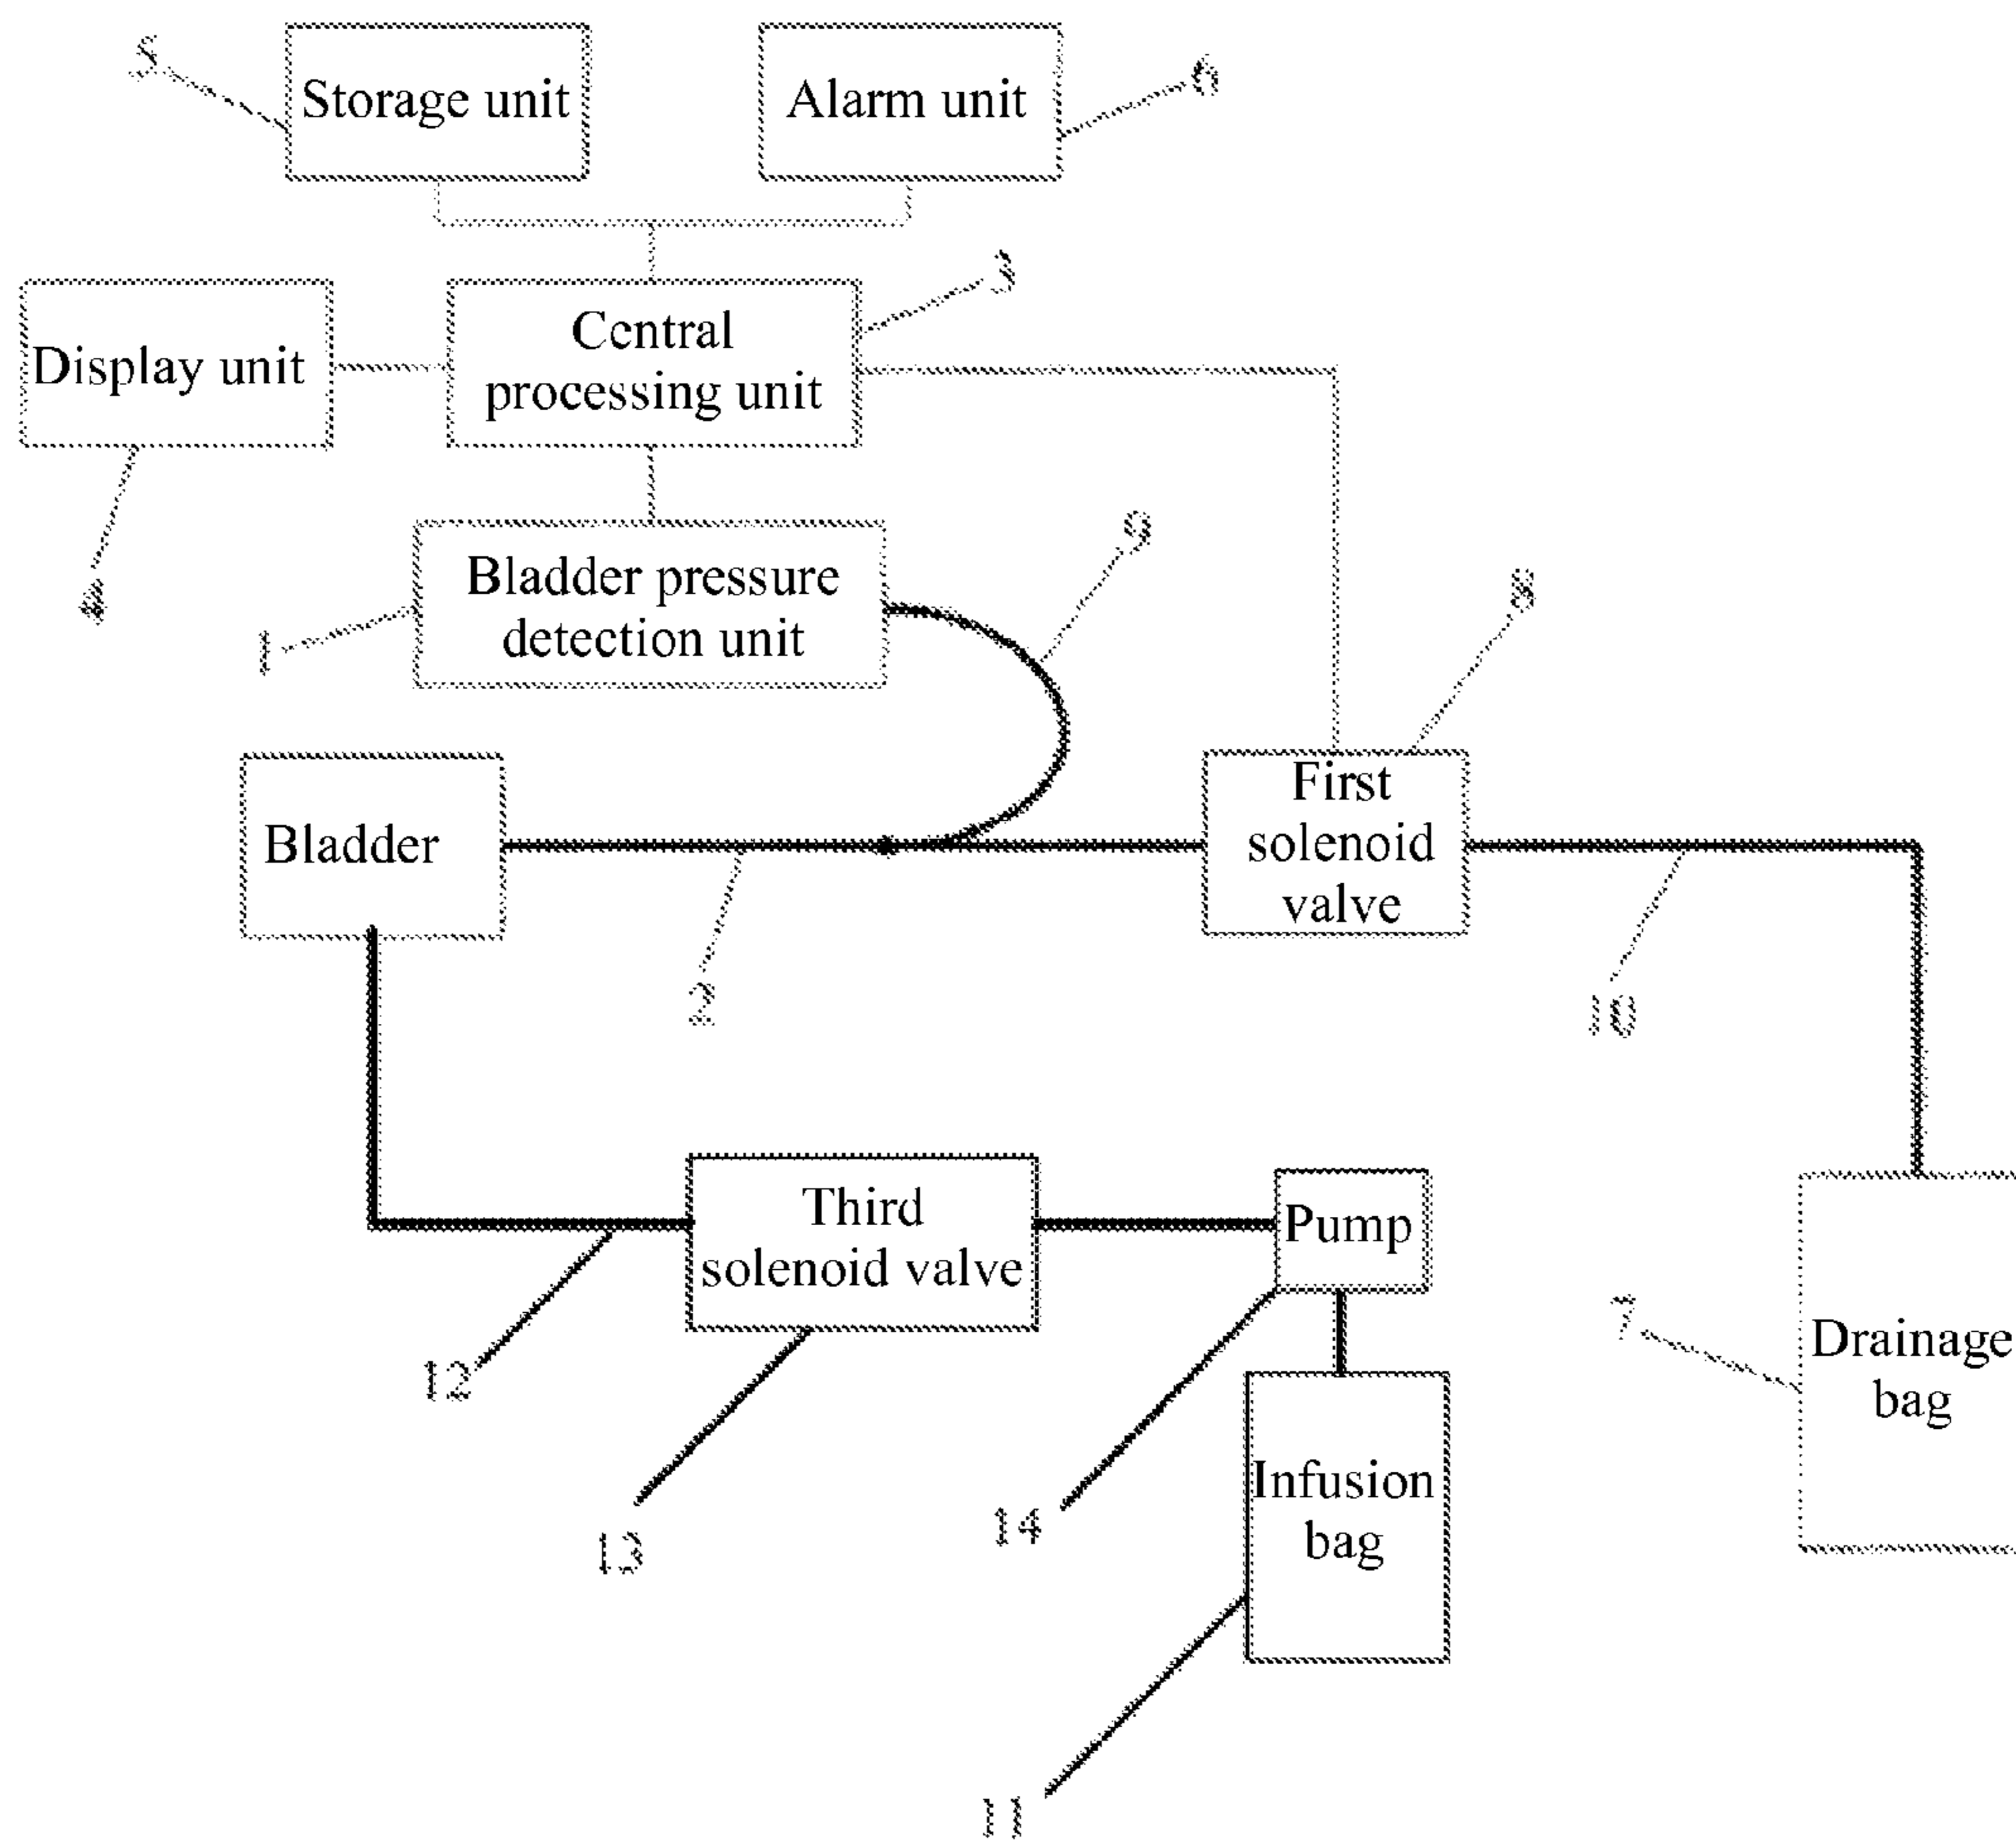 5
Storage unit
Alarm unit
6
3
Display unit
Central
processing unit
9
8
4
1
Bladder pressure
detection unit
Bladder
First
solenoid
valve
2
10
Third
solenoid valve
Pump
7
Drainage
bag
12
Infusion
bag
14
13
11